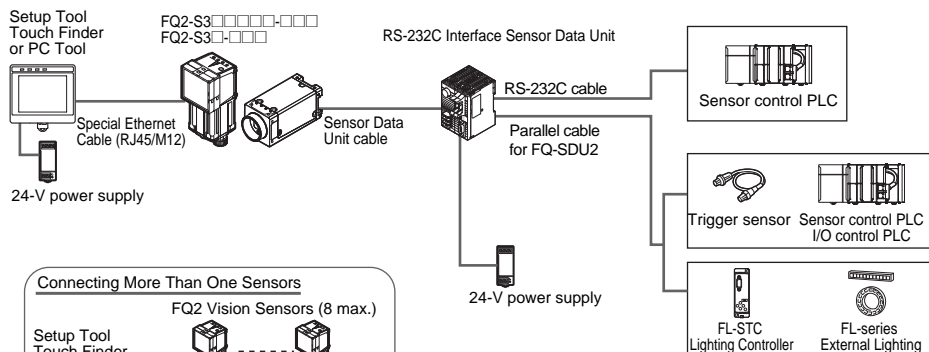 Setup Tool
Touch Finder
or PC Tool
FQ2-S3□□□□□-□□□
FQ2-S3□-□□□
RS-232C Interface Sensor Data Unit
RS-232C cable
Sensor control PLC
Special Ethernet
Cable (RJ45/M12)
Sensor Data
Unit cable
Parallel cable
for FQ-SDU2
24-V power supply
Trigger sensor
Sensor control PLC
I/O control PLC
24-V power supply
FL-STC
Lighting Controller
FL-series
External Lighting
Connecting More Than One Sensors
FQ2 Vision Sensors (8 max.)
Setup Tool
Touch Finder